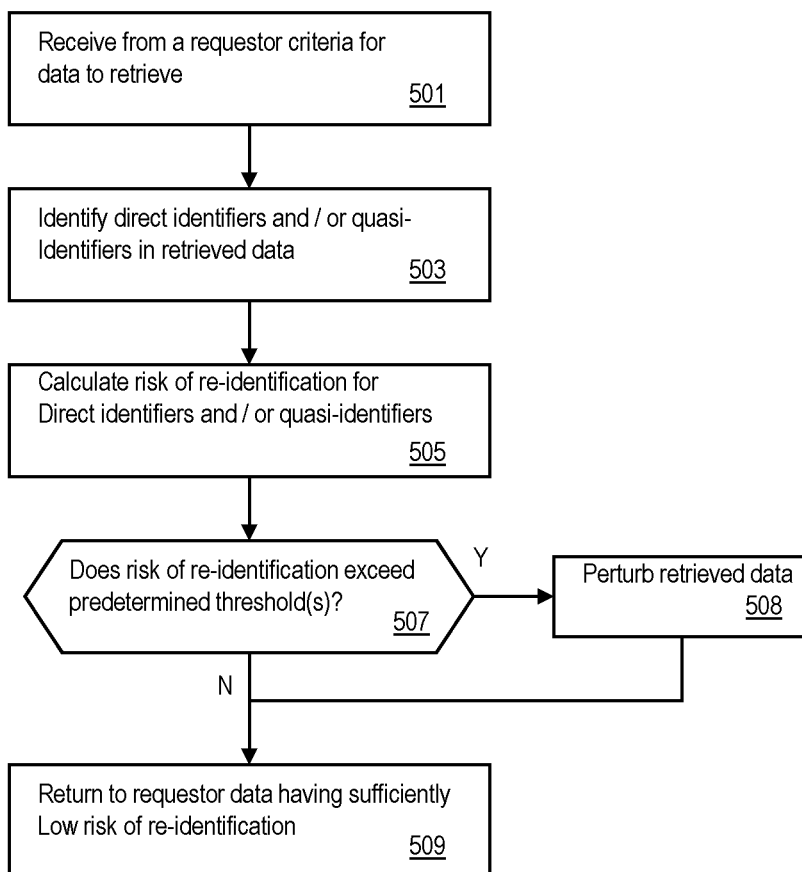 Receive from a requestor criteria for
data to retrieve
501
Identify direct identifiers and / or quasi-
Identifiers in retrieved data
503
Calculate risk of re-identification for
Direct identifiers and / or quasi-identifiers
505
Does risk of re-identification exceed
predetermined threshold(s)?
507
Y
Perturb retrieved data
508
N
Return to requestor data having sufficiently
Low risk of re-identification
509